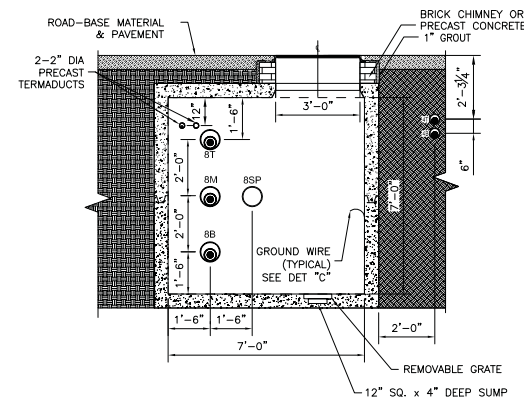 ROAD-BASE MATERIAL
& PAVEMENT
BRICK CHIMNEY OR
PRECAST CONCRETE
1" GROUT
2-2" DIA
PRECAST
TERMADUCTS
℄
12"
1'-6"
3'-0"
2'-3¾"
6"
8T
2'-0"
8M
8SP
2'-0"
8B
1'-6"
7'-0"
GROUND WIRE
(TYPICAL)
SEE DET "C"
1'-6"
1'-6"
2'-0"
7'-0"
REMOVABLE GRATE
12" SQ. x 4" DEEP SUMP